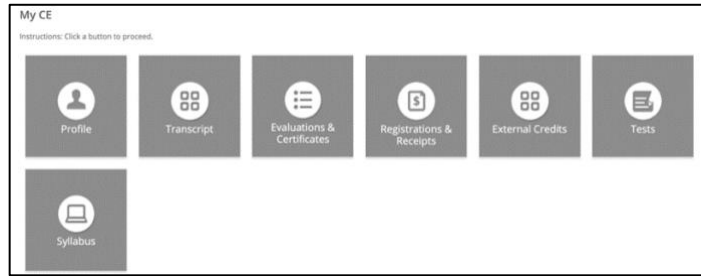 My CE
Instructions: Click a button to proceed.
Profile
Transcript
Evaluations &
Certificates
Registrations &
Receipts
External Credits
Tests
Syllabus